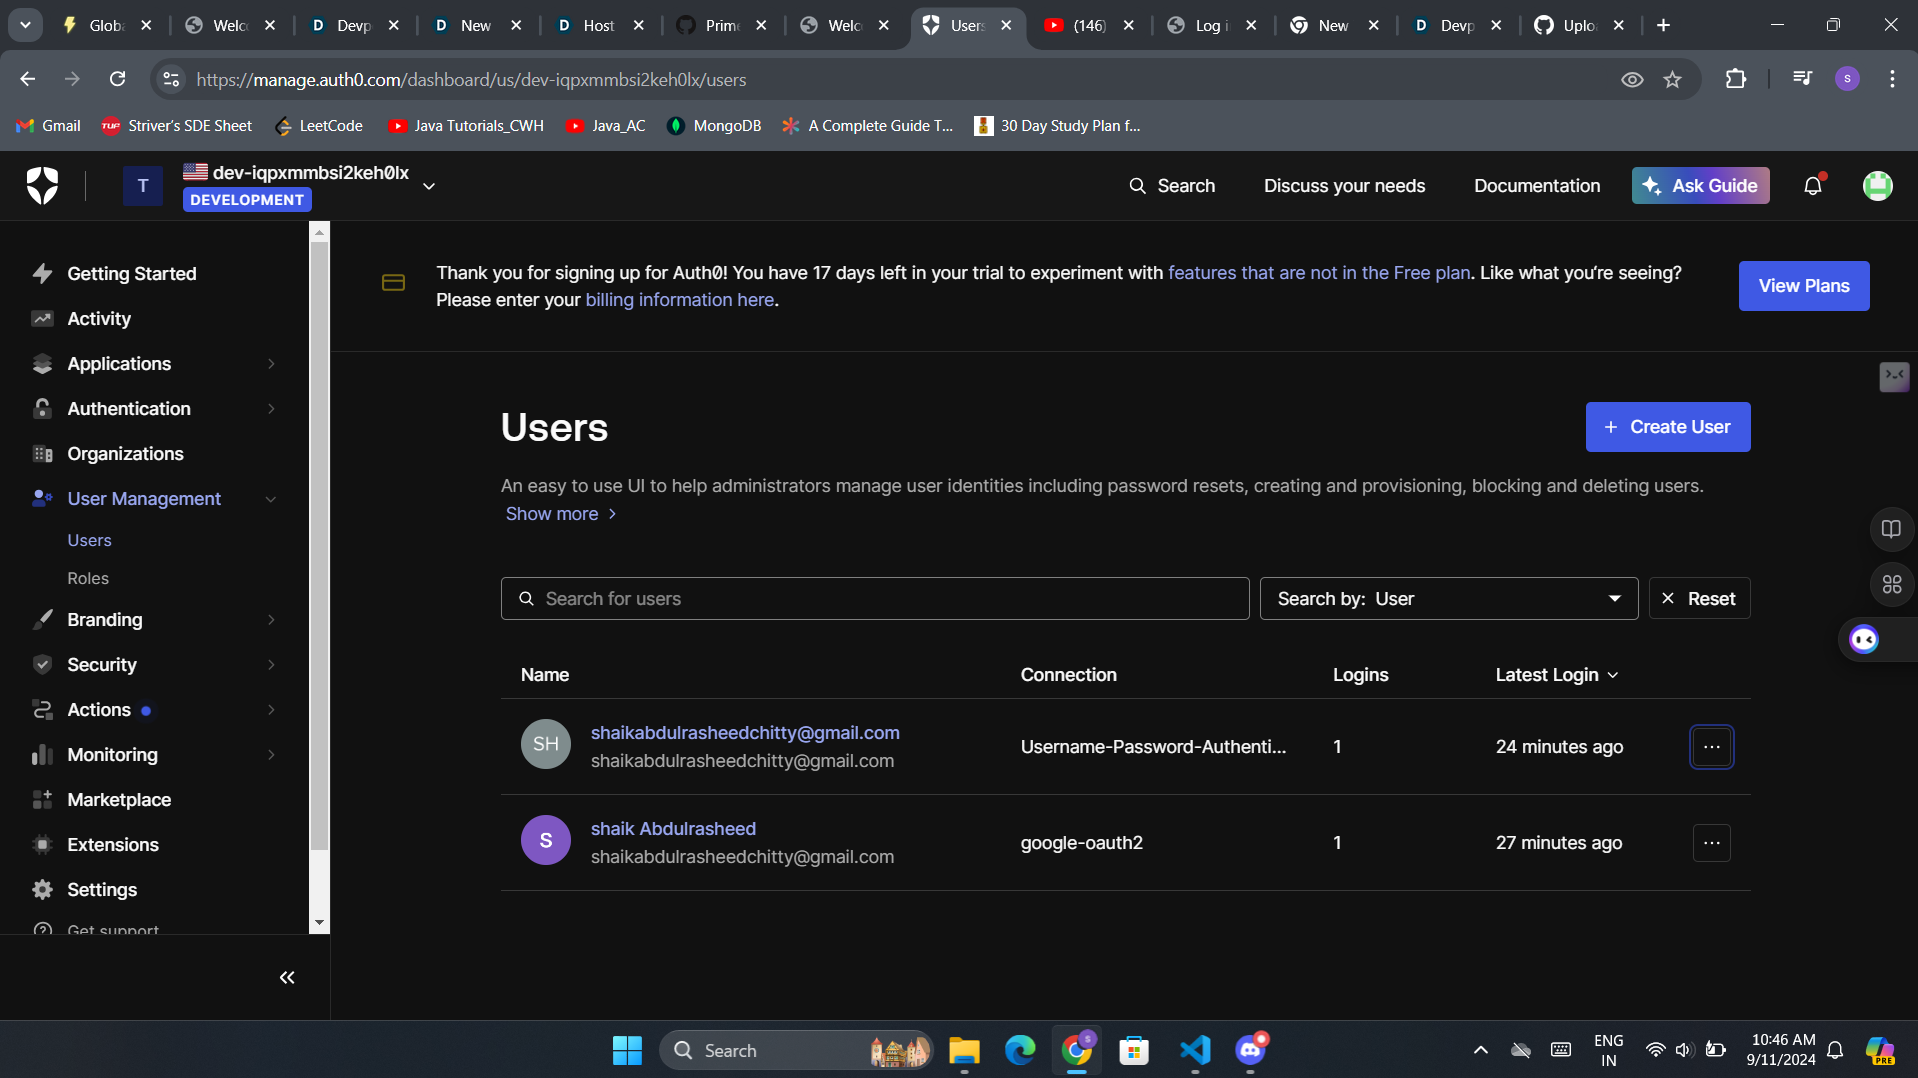 Globa
Welco
Devp
New
Host
Prime
Welco
Users
(146)
Log i
New
Devp
Uploa
https://manage.auth0.com/dashboard/us/dev-iqpxmmbsi2keh0lx/users
S
Gmail
TUF
Striver's SDE Sheet
LeetCode
Java Tutorials_CWH
Java_AC
MongoDB
A Complete Guide T...
30 Day Study Plan f...
T
dev-iqpxmmbsi2keh0lx
DEVELOPMENT
Search
Discuss your needs
Documentation
Ask Guide
Getting Started
Activity
Applications
Authentication
Organizations
User Management
Users
Roles
Branding
Security
Actions
Monitoring
Marketplace
Extensions
Settings
Get support
Thank you for signing up for Auth0! You have 17 days left in your trial to experiment with features that are not in the Free plan. Like what you're seeing?
Please enter your billing information here.
View Plans
Users
Create User
An easy to use UI to help administrators manage user identities including password resets, creating and provisioning, blocking and deleting users.
Show more
Search for users
Search by: User
Reset
Name Connection Logins Latest Login
SH
shaikabdulrasheedchitty@gmail.com
shaikabdulrasheedchitty@gmail.com
Username-Password-Authenti...
1
24 minutes ago
S
shaik Abdulrasheed
shaikabdulrasheedchitty@gmail.com
google-oauth2
1
27 minutes ago
Search
S
ENG
IN
10:46 AM
9/11/2024
PRE